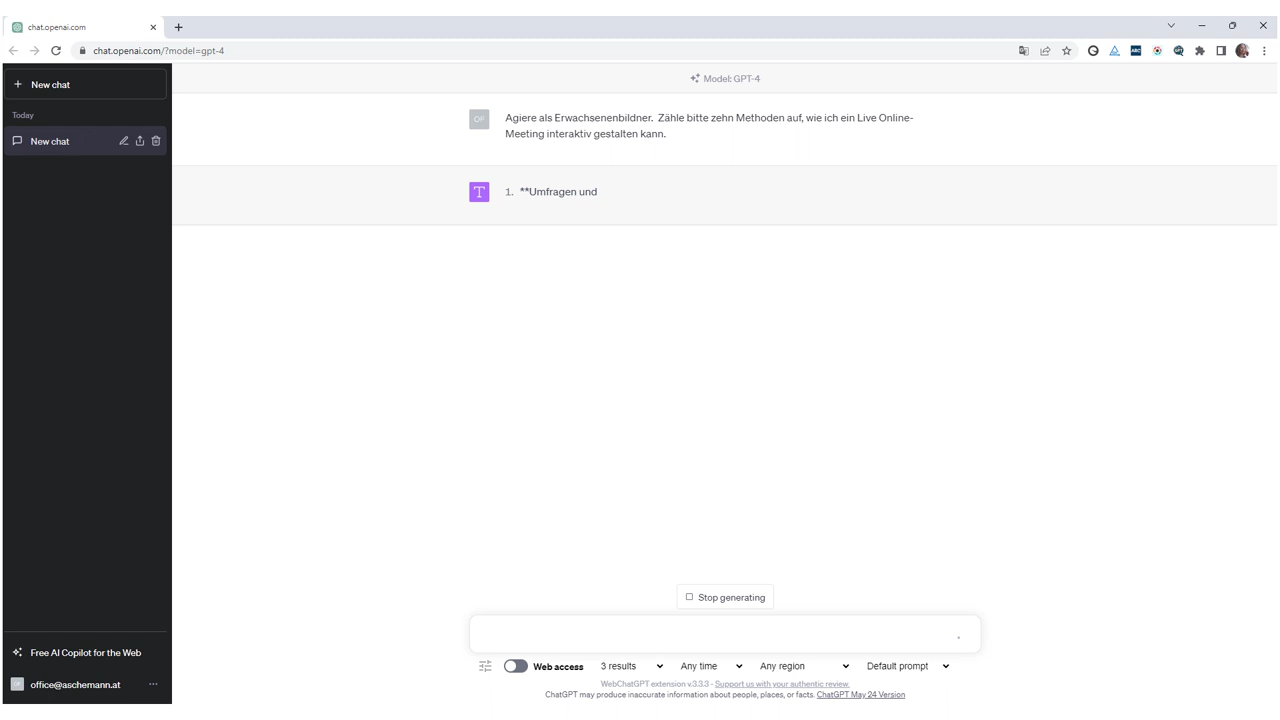 chat.openai.com
chat.openai.com/?model=gpt-4
New chat
Model: GPT-4
Today
New chat
OF Agiere als Erwachsenenbildner. Zähle bitte zehn Methoden auf, wie ich ein Live Online-
Meeting interaktiv gestalten kann.
T 1. **Umfragen und
Stop generating
Free AI Copilot for the Web
Web access 3 results Any time Any region Default prompt
office@aschemann.at
WebChatGPT extension v.3.3.3 - Support us with your authentic review.
ChatGPT may produce inaccurate information about people, places, or facts. ChatGPT May 24 Version